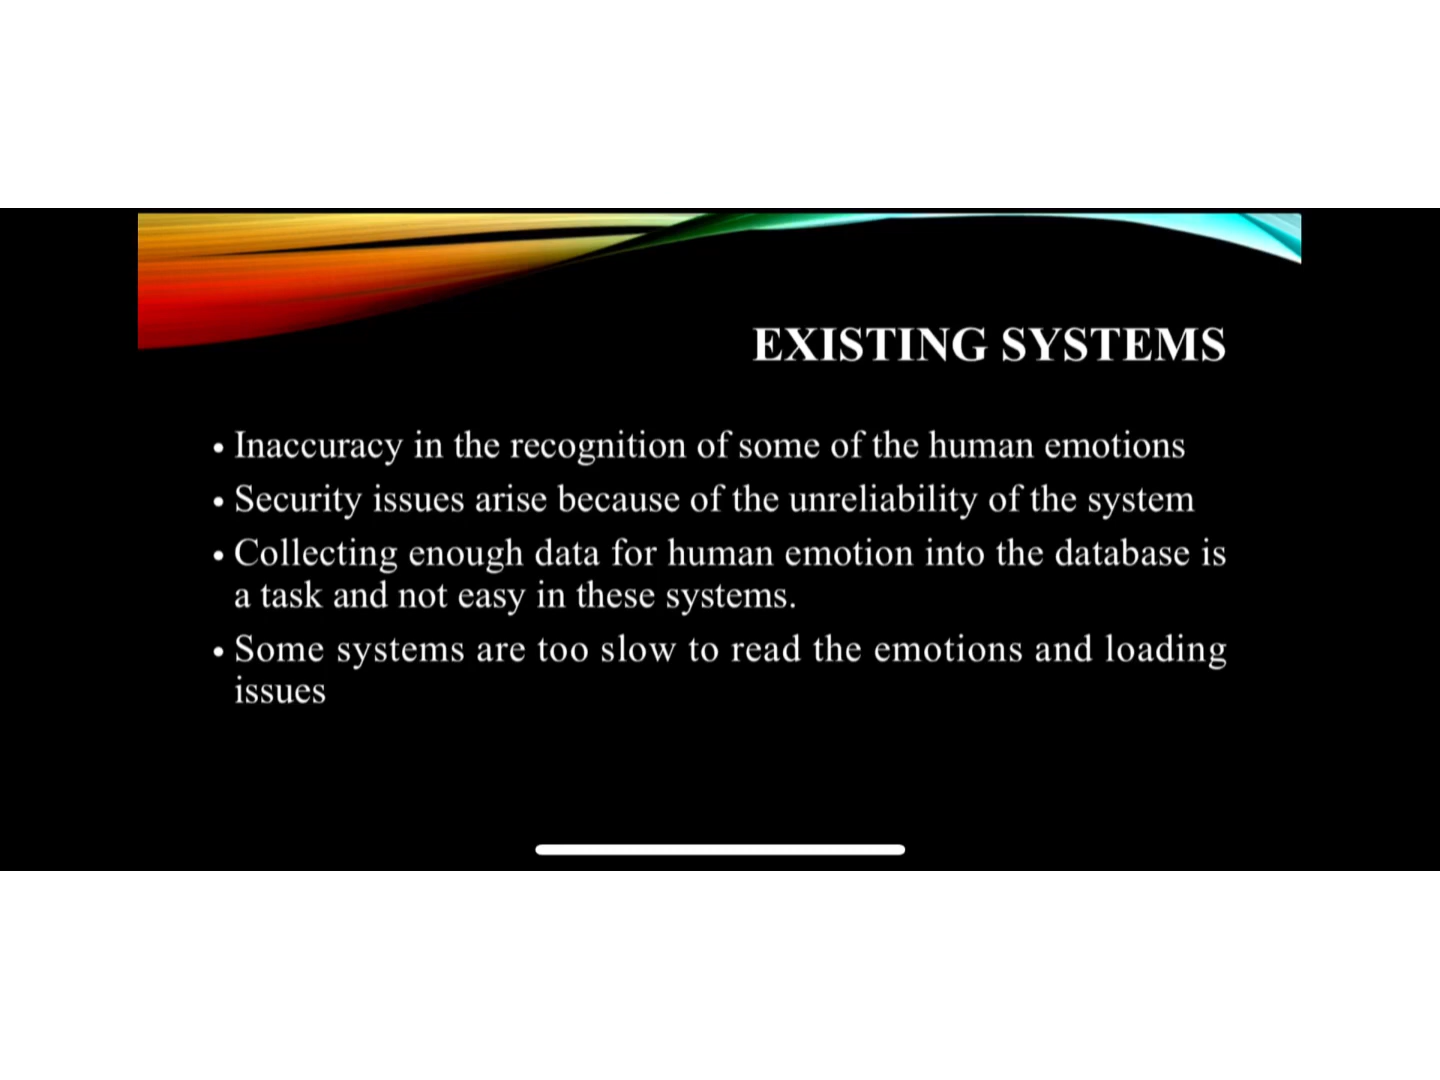 EXISTING SYSTEMS
• Inaccuracy in the recognition of some of the human emotions
• Security issues arise because of the unreliability of the system
• Collecting enough data for human emotion into the database is
a task and not easy in these systems.
• Some systems are too slow to read the emotions and loading
issues